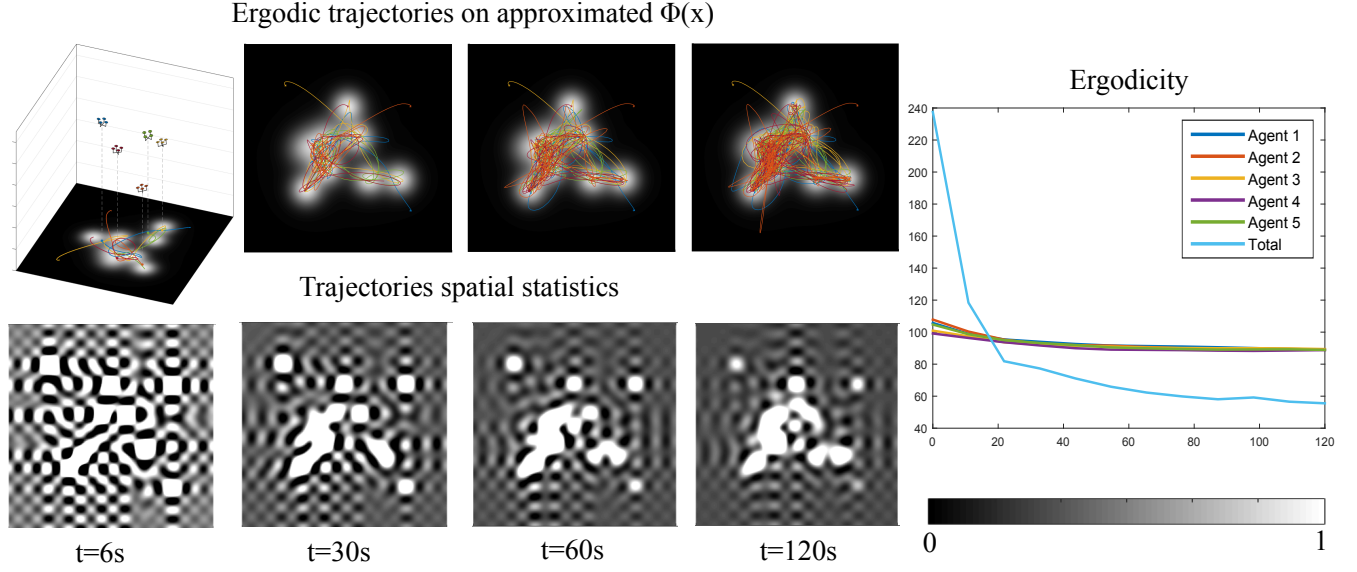 Ergodic trajectories on approximated Φ(x)
Trajectories spatial statistics
t=6s
t=30s
t=60s
t=120s
Ergodicity
240
220
200
180
160
140
120
100
80
60
40
0
20
40
60
80
100
120
Agent 1
Agent 2
Agent 3
Agent 4
Agent 5
Total
0
1